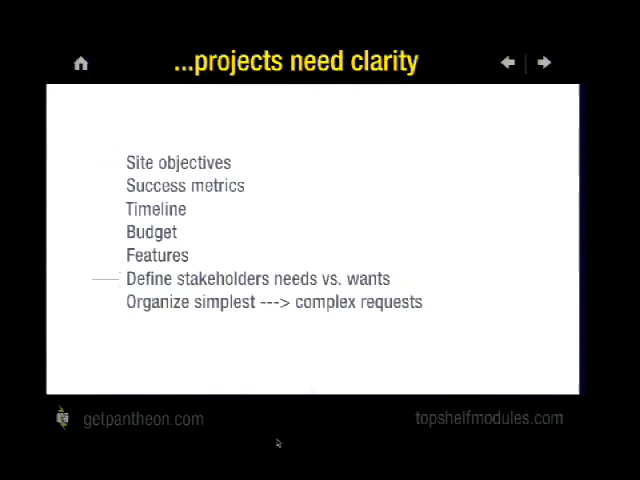 ...projects need clarity
Site objectives
Success metrics
Timeline
Budget
Features
Define stakeholders needs vs. wants
Organize simplest ---> complex requests
getpantheon.com
topshelfmodules.com